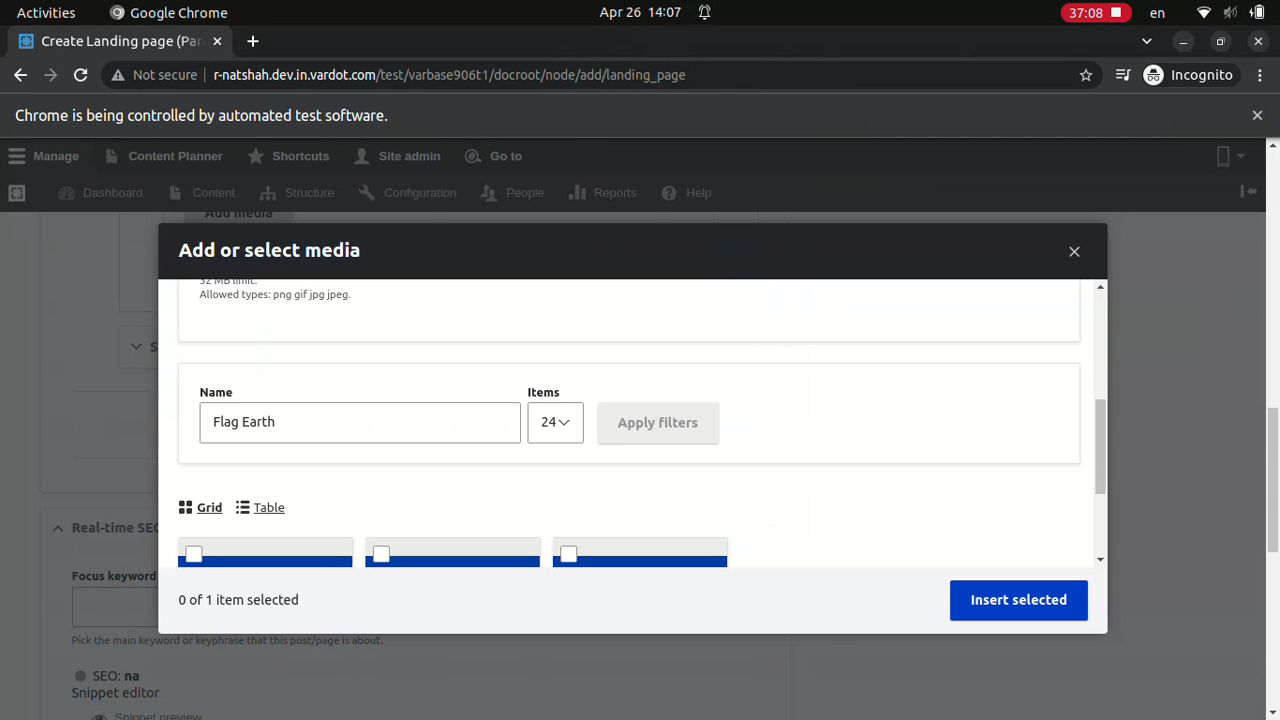 Activities Google Chrome Apr 26 14:07 37:08 en
Create Landing page (Par
Not secure r-natshah.dev.in.vardot.com/test/varbase906t1/docroot/node/add/landing_page Incognito
Chrome is being controlled by automated test software.
Manage Content Planner Shortcuts Site admin Go to
Dashboard Content Structure Configuration People Reports Help
Add media
Add or select media
32 MB limit.
Allowed types: png gif jpg jpeg.
S
Name Items
Flag Earth 24 Apply filters
Grid Table
Real-time SEO
Focus keyword
0 of 1 item selected Insert selected
Pick the main keyword or keyphrase that this post/page is about.
SEO: na
Snippet editor
Snippet preview